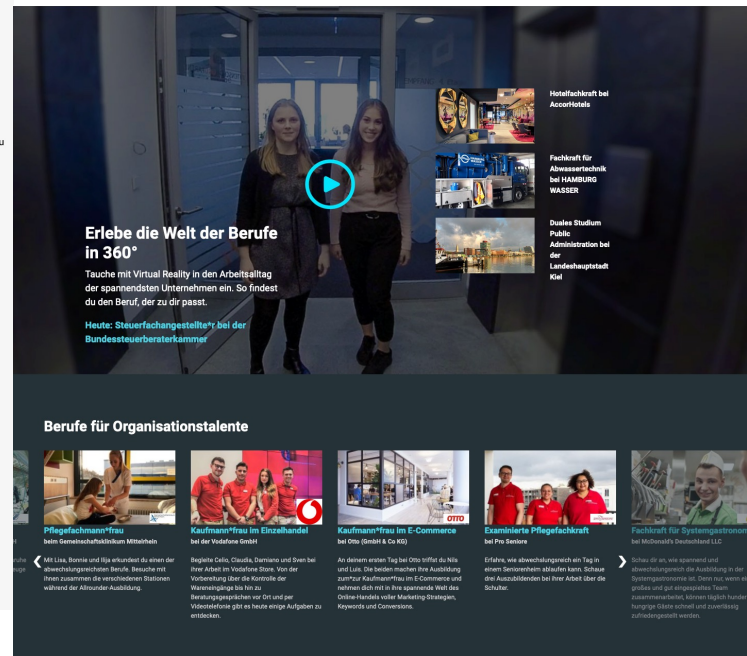 u
Hotelfachkraft bei
AccorHotels
Fachkraft für
Abwassertechnik
bei HAMBURG
WASSER
Duales Studium
Public
Administration bei
der
Landeshauptstadt
Kiel
Erlebe die Welt der Berufe
in 360°
Tauche mit Virtual Reality in den Arbeitsalltag
der spannendsten Unternehmen ein. So findest
du den Beruf, der zu dir passt.
Heute: Steuerfachangestellte*r bei der
Bundessteuerberaterkammer
Berufe für Organisationstalente
Pflegefachmann*frau
beim Gemeinschaftsklinikum Mittelrhein
Mit Lisa, Bonnie und Ilija erkundest du einen der
abwechslungsreichsten Berufe. Besuche mit
ihnen zusammen die verschiedenen Stationen
während der Allrounder-Ausbildung.
Kaufmann*frau im Einzelhandel
bei der Vodafone GmbH
Begleite Celio, Claudia, Damiano und Sven bei
ihrer Arbeit im Vodafone Store. Von der
Vorbereitung über die Kontrolle der
Wareneingänge bis hin zu
Beratungsgesprächen vor Ort und per
Videotelefonie gibt es heute einige Aufgaben zu
entdecken.
OTTO
Kaufmann*frau im E-Commerce
bei Otto (GmbH & Co KG)
An deinem ersten Tag bei Otto triffst du Nils
und Luis. Die beiden machen Ihre Ausbildung
zum*zur Kaufmann*frau im E-Commerce und
nehmen dich mit in ihre spannende Welt des
Online-Handels voller Marketing-Strategien,
Keywords und Conversions.
Examinierte Pflegefachkraft
bei Pro Seniore
Erfahre, wie abwechslungsreich ein Tag in
einem Seniorenheim ablaufen kann. Schaue
drei Auszubildenden bei ihrer Arbeit über die
Schulter.
Fachkraft für Systemgastronom
bei McDonald's Deutschland LLC
Schau dir an, wie spannend und
abwechslungsreich die Ausbildung in der
Systemgastronomie ist. Denn nur, wenn ei
großes und gut eingespieltes Team
zusammenarbeitet, können täglich hunder
hungrige Gäste schnell und zuverlässig
zufriedengestellt werden.